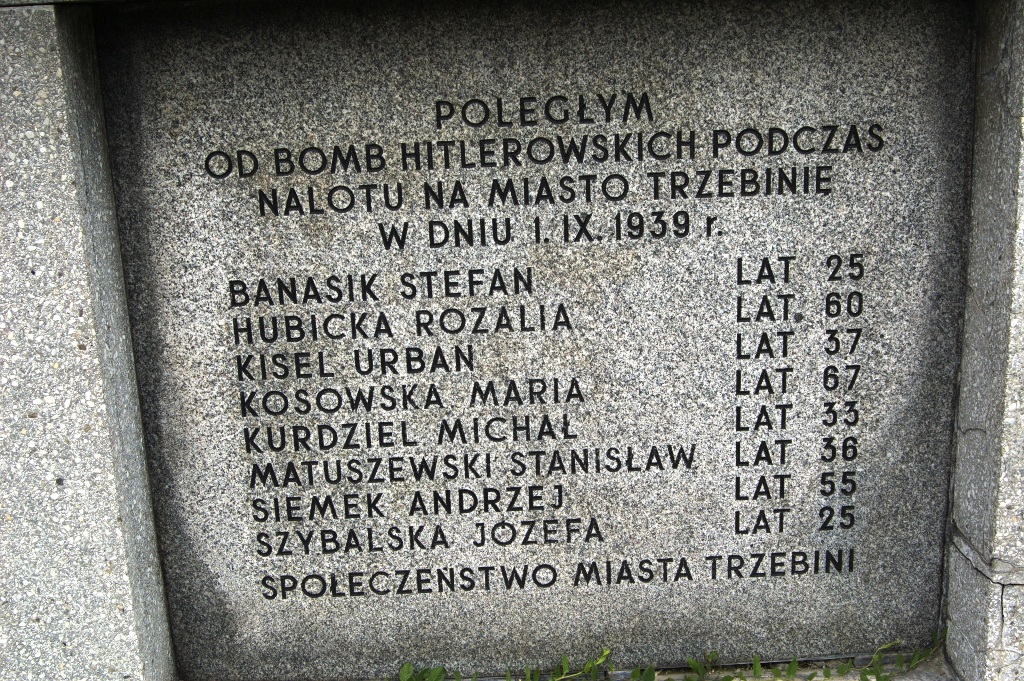 POLEGŁYM
OD BOMB HITLEROWSKICH PODCZAS
NALOTU NA MIASTO TRZEBINIE
W DNIU 1. IX. 1939 r.
BANASIK STEFAN LAT 25
HUBICKA ROZALIA LAT. 60
KISEL URBAN LAT 37
KOSOWSKA MARIA LAT 67
KURDZIEL MICHAŁ LAT 33
MATUSZEWSKI STANISŁAW LAT 36
SIEMEK ANDRZEJ LAT 55
SZYBALSKA JÓZEFA LAT 25
SPOŁECZEŃSTWO MIASTA TRZEBINI